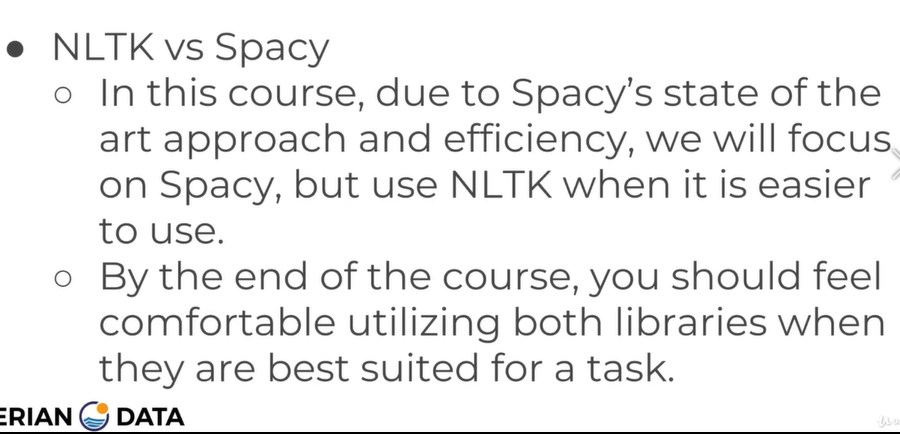 ● NLTK vs Spacy
○ In this course, due to Spacy’s state of the
art approach and efficiency, we will focus
on Spacy, but use NLTK when it is easier
to use.
○ By the end of the course, you should feel
comfortable utilizing both libraries when
they are best suited for a task.
ERIAN DATA